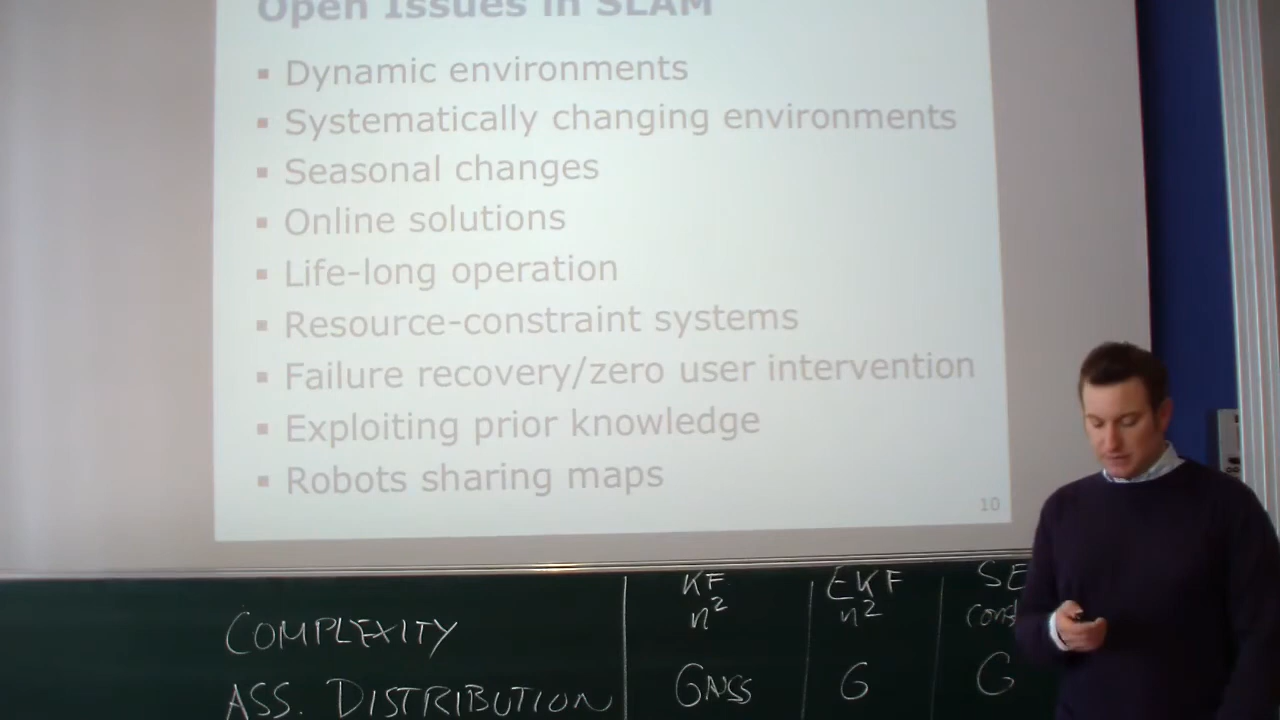 Open Issues in SLAM
▪ Dynamic environments
▪ Systematically changing environments
▪ Seasonal changes
▪ Online solutions
▪ Life-long operation
▪ Resource-constraint systems
▪ Failure recovery/zero user intervention
▪ Exploiting prior knowledge
▪ Robots sharing maps
10
KF EKF SE
COMPLEXITY n² n² cons
ASS. DISTRIBUTION G G